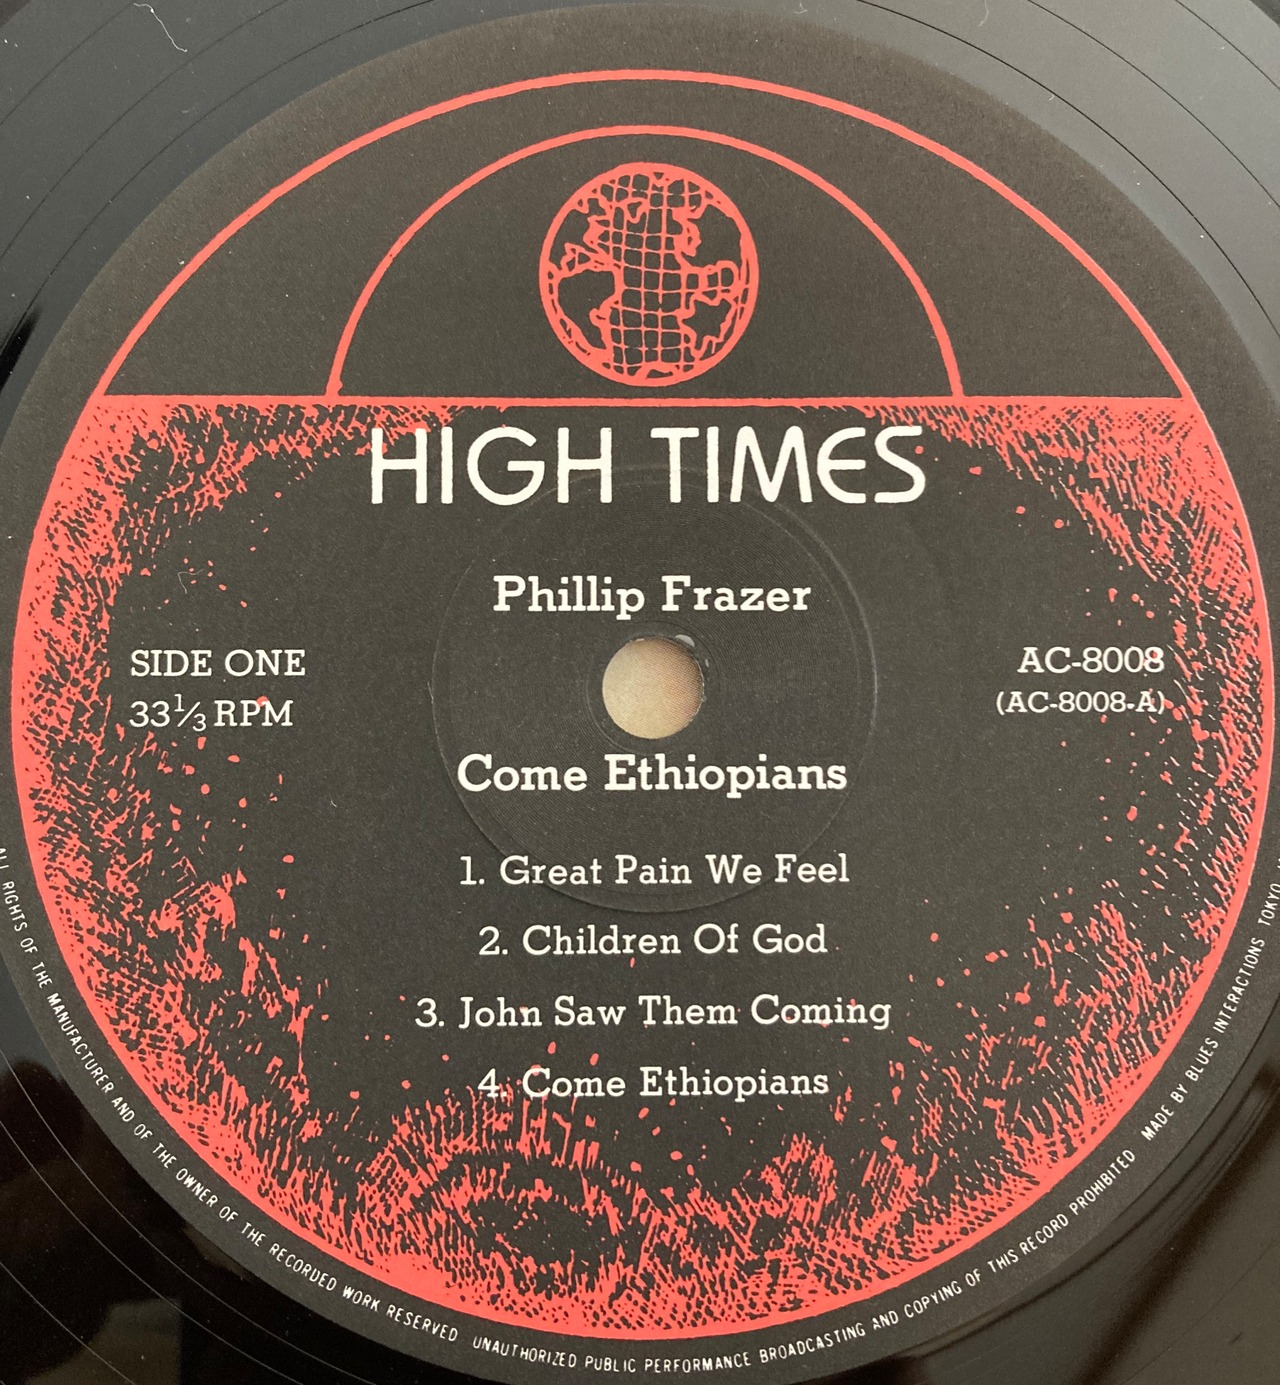 HIGH TIMES
Phillip Frazer
SIDE ONE
33⅓ RPM
AC-8008
(AC-8008-A)
Come Ethiopians
1. Great Pain We Feel
2. Children Of God
3. John Saw Them Coming
4. Come Ethiopians
ALL RIGHTS OF THE MANUFACTURER AND OF THE OWNER OF THE RECORDED WORK RESERVED UNAUTHORIZED PUBLIC PERFORMANCE BROADCASTING AND COPYING OF THIS RECORD PROHIBITED MADE BY BLUES INTERACTIONS TOKYO